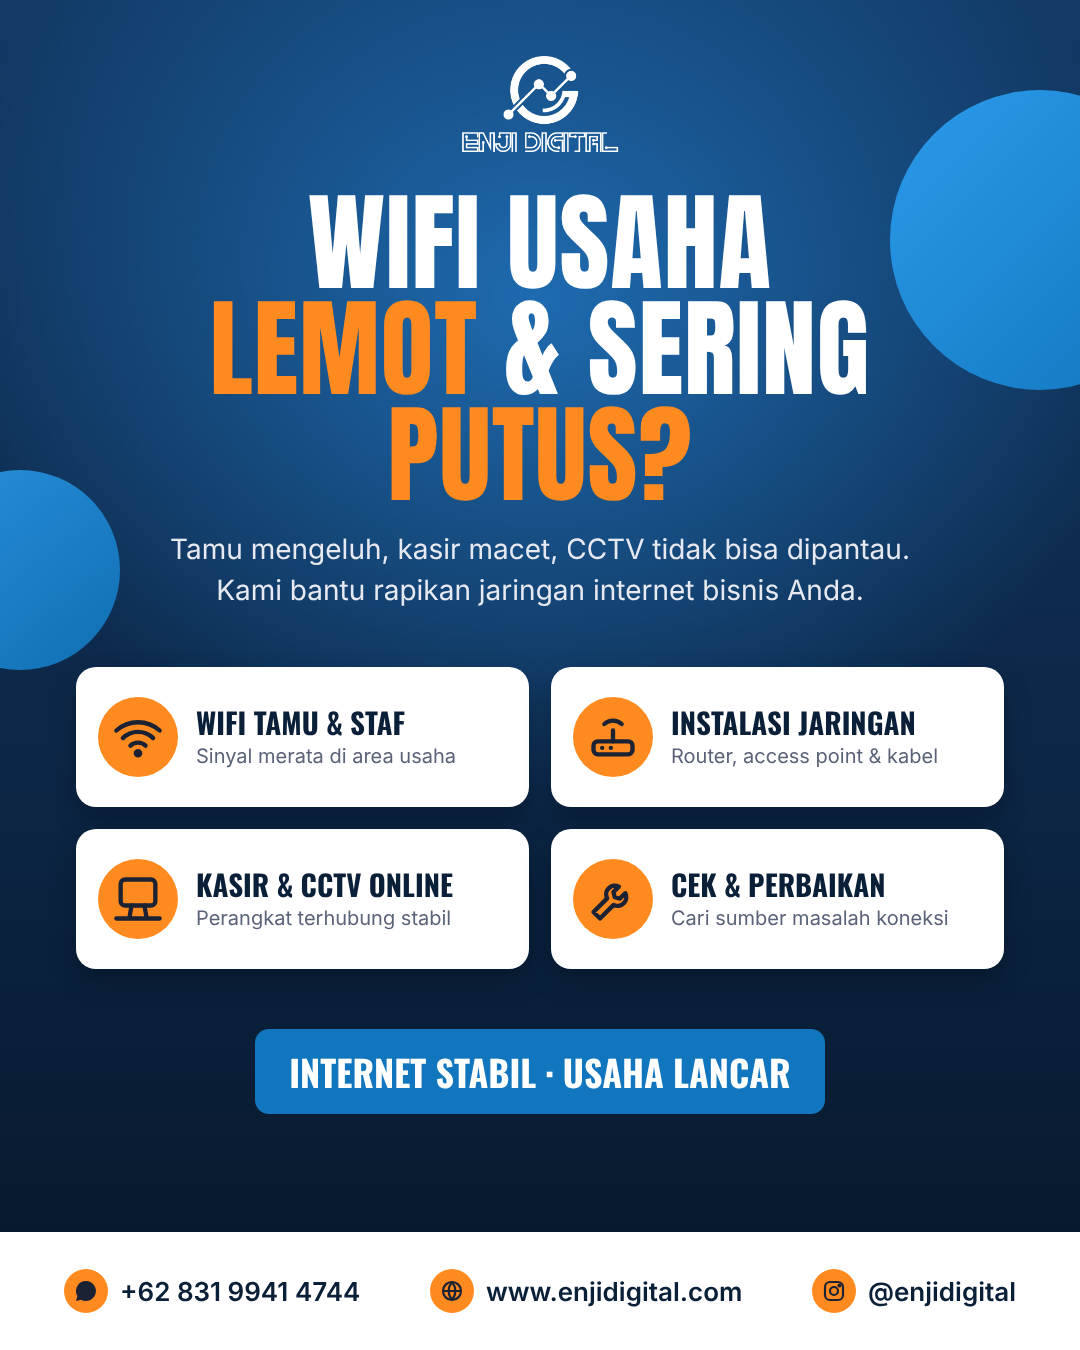 ENJI DIGITAL
WIFI USAHA
LEMOT & SERING
PUTUS?
Tamu mengeluh, kasir macet, CCTV tidak bisa dipantau.
Kami bantu rapikan jaringan internet bisnis Anda.
WIFI TAMU & STAF
Sinyal merata di area usaha
INSTALASI JARINGAN
Router, access point & kabel
KASIR & CCTV ONLINE
Perangkat terhubung stabil
CEK & PERBAIKAN
Cari sumber masalah koneksi
INTERNET STABIL · USAHA LANCAR
+62 831 9941 4744
www.enjidigital.com
@enjidigital